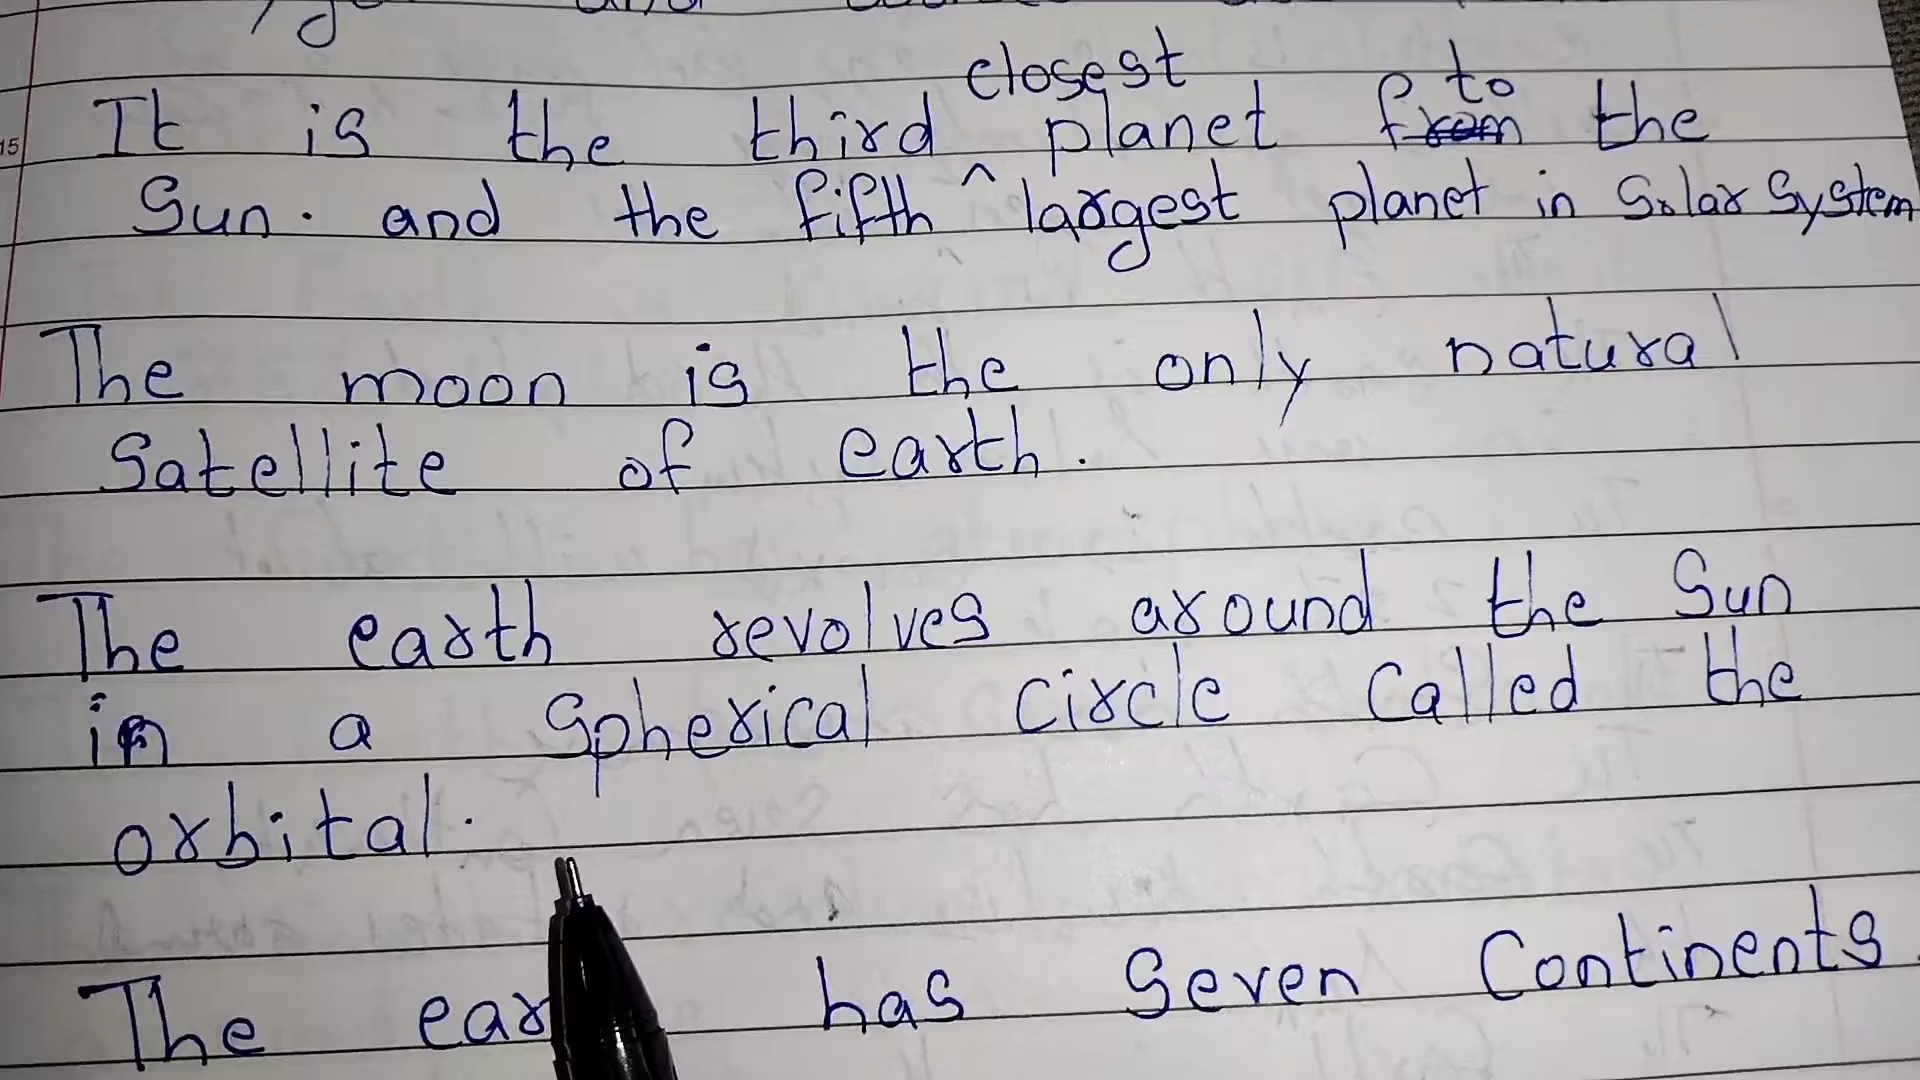 and
closest
It is the third ^ planet from to the
Sun. and the fifth largest planet in Solar System
The moon is the only natural
Satellite of earth.
The earth revolves around the Sun
in a Spherical circle Called the
orbital.
The ear has Seven Continents